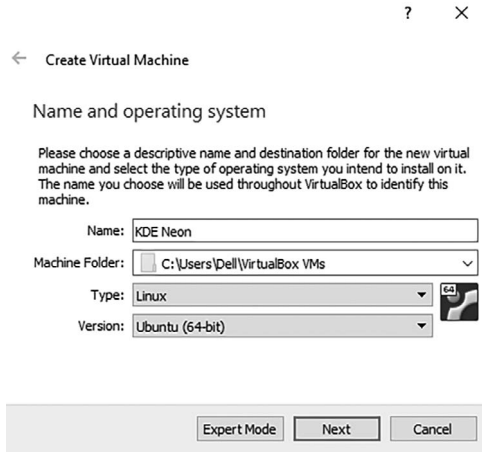 ?
Create Virtual Machine
Name and operating system
Please choose a descriptive name and destination folder for the new virtual
machine and select the type of operating system you intend to install on it.
The name you choose will be used throughout VirtualBox to identify this
machine.
Name: KDE Neon
Machine Folder: C:\Users\Dell\VirtualBox VMs
Type: Linux
64
Version: Ubuntu (64-bit)
Expert Mode Next Cancel